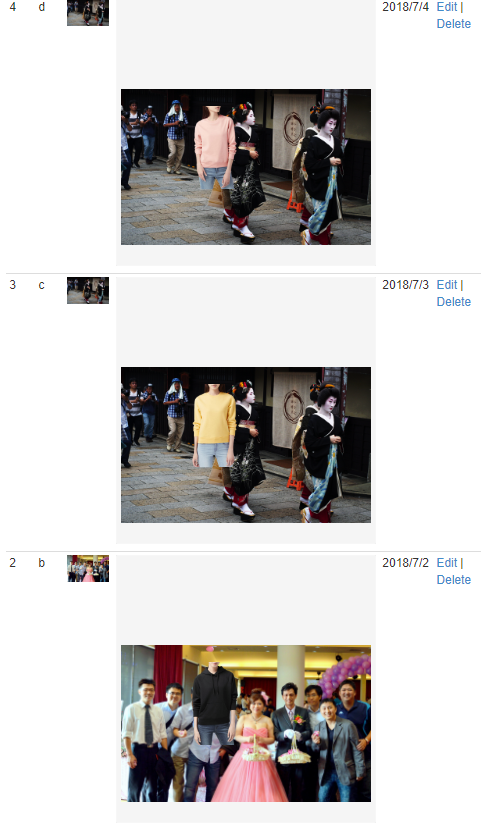 4 d 2018/7/4 Edit |
Delete
3 c 2018/7/3 Edit |
Delete
2 b 2018/7/2 Edit |
Delete